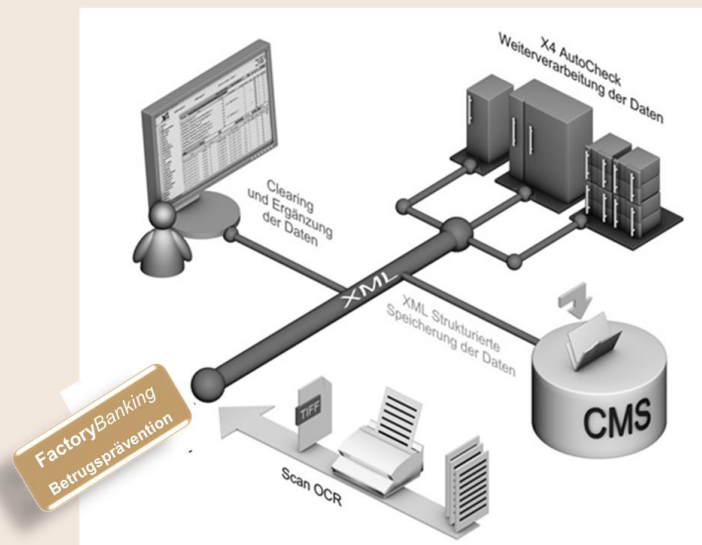 X4 AutoCheck
Weiterverarbeitung der Daten
Clearing
und Ergänzung
der Daten
XML
XML Strukturierte
Speicherung der Daten
CMS
TIFF
Scan OCR
FactoryBanking
Betrugsprävention